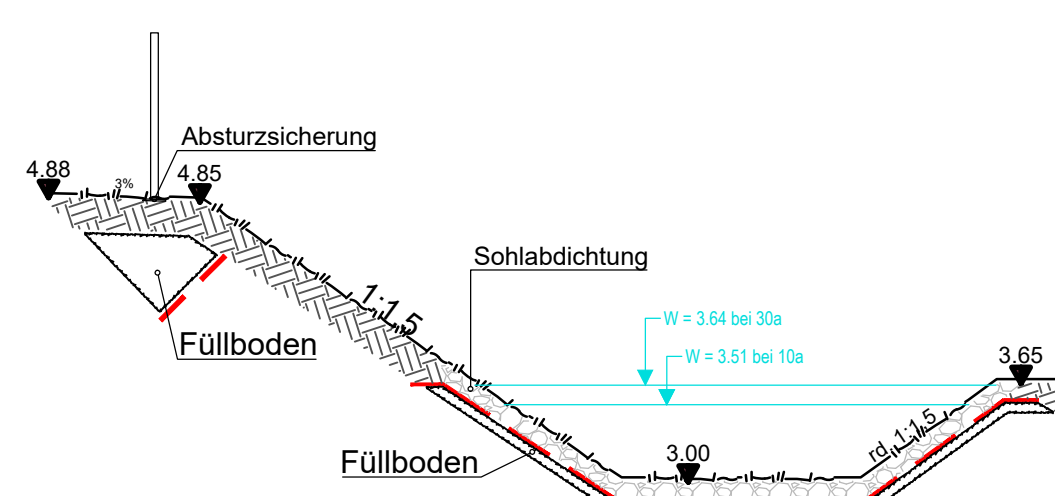 Absturzsicherung
4.88
3%
4.85
Sohlabdichtung
1:1.5
W = 3.64 bei 30a
Füllboden
W = 3.51 bei 10a
3.65
rd. 1:1.5
3.00
Füllboden